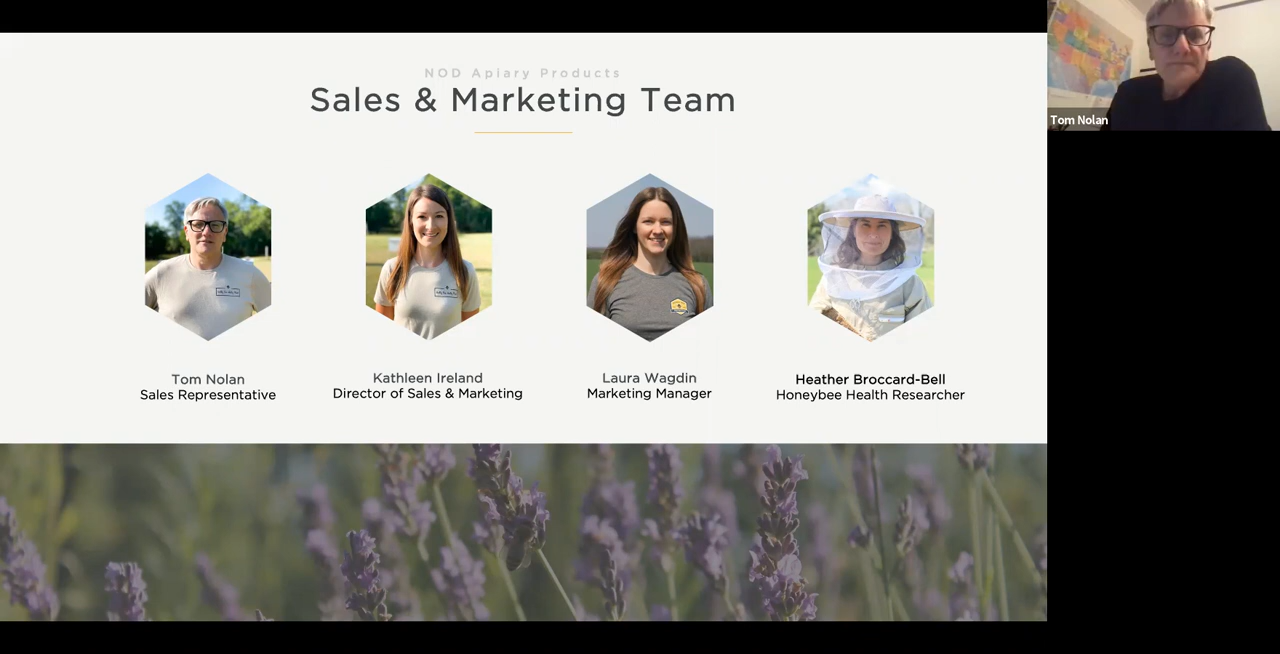 NOD Apiary Products
Sales & Marketing Team
Tom Nolan
Sales Representative
Kathleen Ireland
Director of Sales & Marketing
Laura Wagdin
Marketing Manager
Heather Broccard-Bell
Honeybee Health Researcher
Tom Nolan